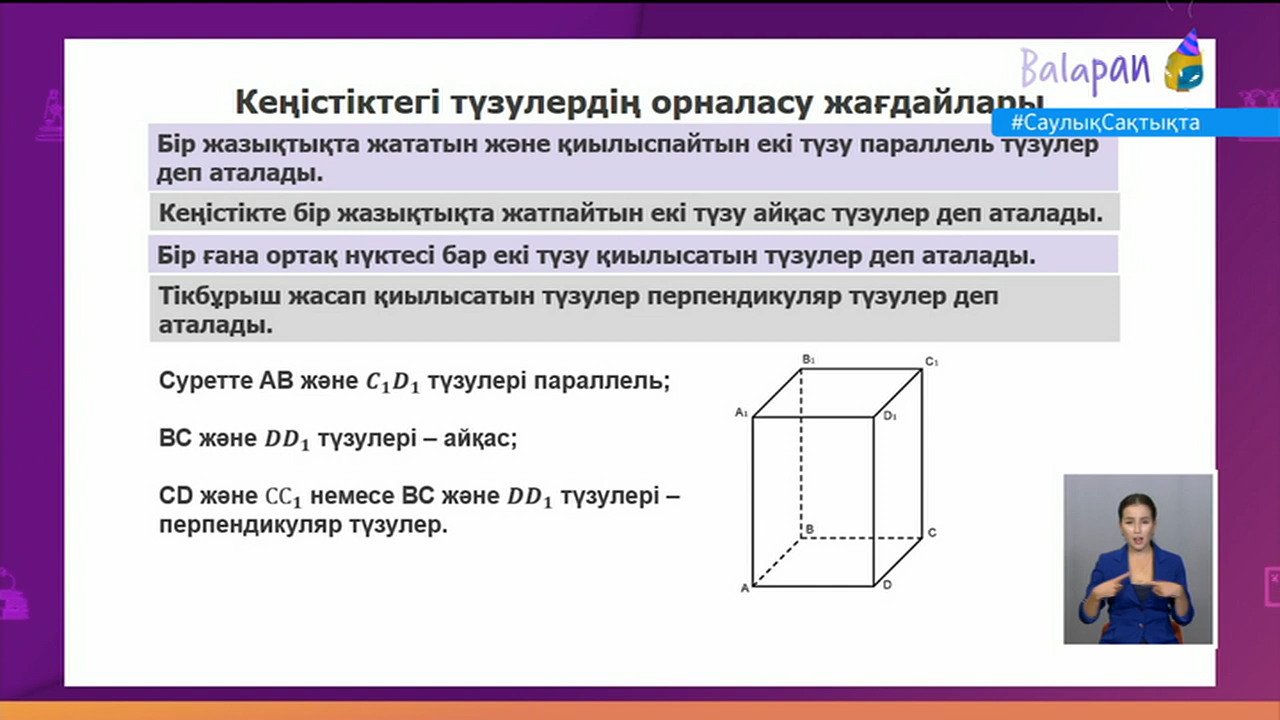 Balapan
Кеңістіктегі түзулердің орналасу жағдайлары
#СаулықСақтықта
Бір жазықтықта жататын және қиылыспайтын екі түзу параллель түзулер
деп аталады.
Кеңістікте бір жазықтықта жатпайтын екі түзу айқас түзулер деп аталады.
Бір ғана ортақ нүктесі бар екі түзу қиылысатын түзулер деп аталады.
Тікбұрыш жасап қиылысатын түзулер перпендикуляр түзулер деп
аталады.
Суретте AB және C₁D₁ түзулері параллель;
BC және DD₁ түзулері – айқас;
CD және CC₁ немесе BC және DD₁ түзулері –
перпендикуляр түзулер.
B₁
C₁
A₁
D₁
B
C
A
D